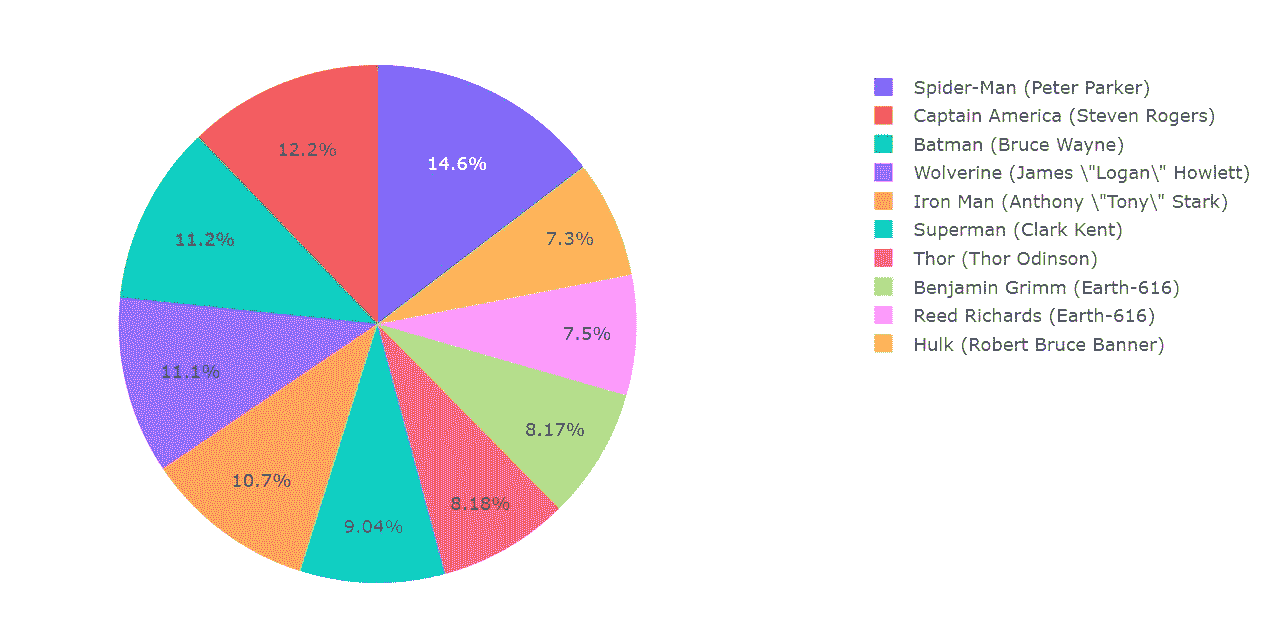 12.2%
14.6%
11.2%
7.3%
11.1%
7.5%
10.7%
8.17%
9.04%
8.18%
Spider-Man (Peter Parker)
Captain America (Steven Rogers)
Batman (Bruce Wayne)
Wolverine (James \"Logan\" Howlett)
Iron Man (Anthony \"Tony\" Stark)
Superman (Clark Kent)
Thor (Thor Odinson)
Benjamin Grimm (Earth-616)
Reed Richards (Earth-616)
Hulk (Robert Bruce Banner)